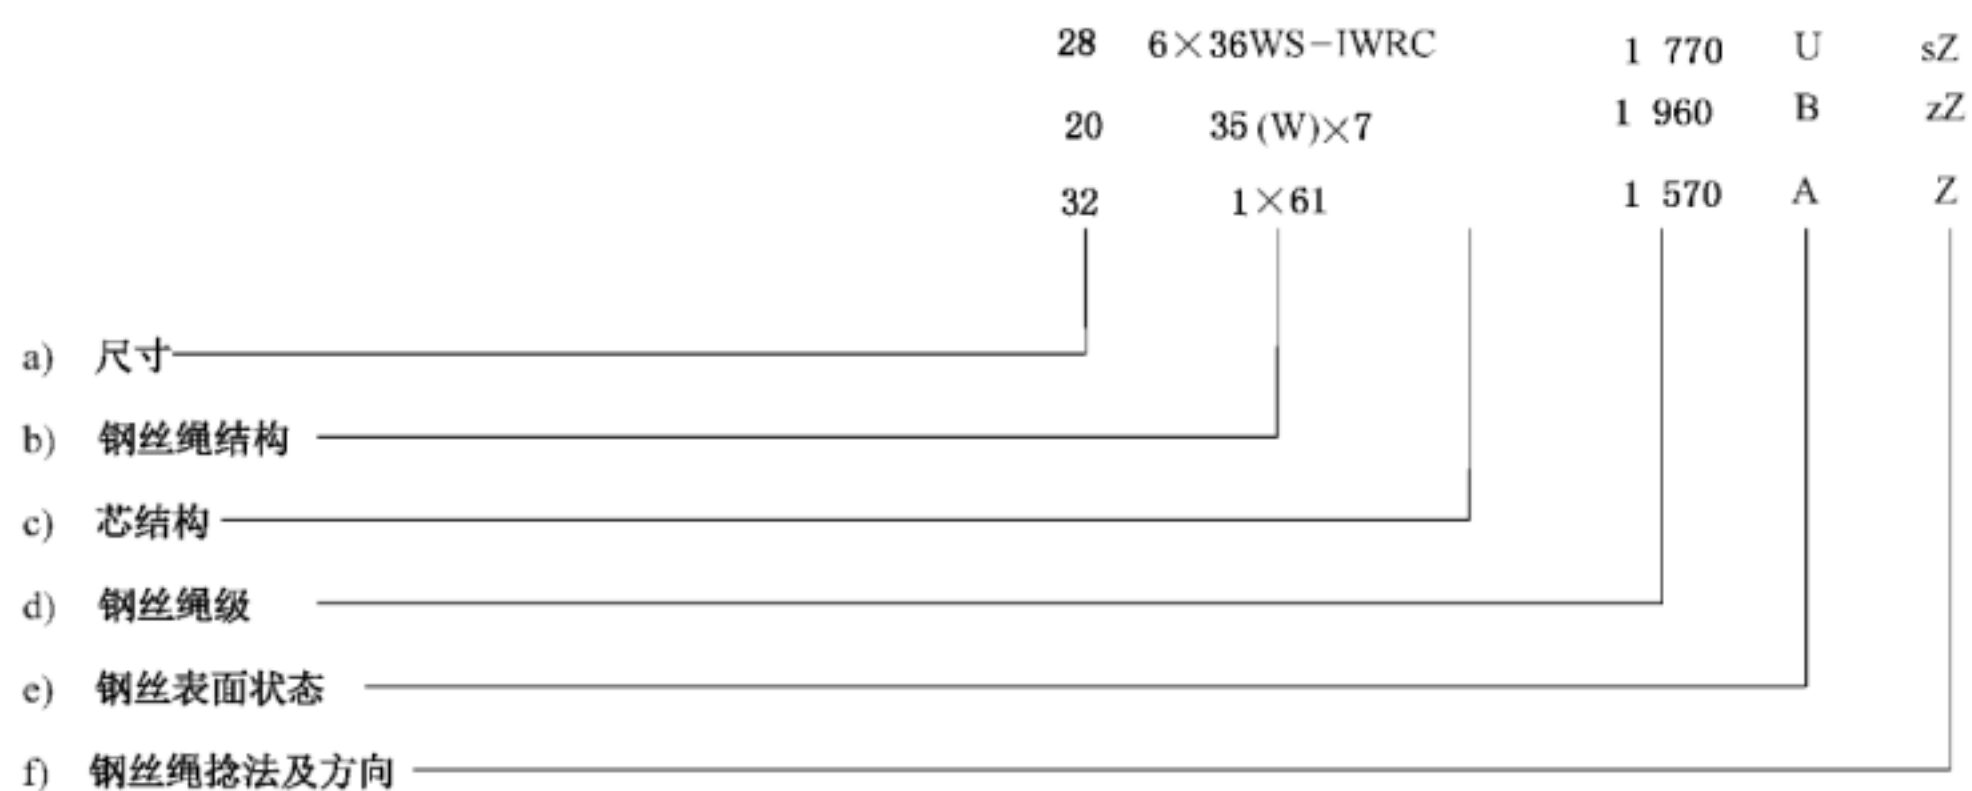 28 6×36WS-IWRC 1 770 U sZ
20 35(W)×7 1 960 B zZ
32 1×61 1 570 A Z
a) 尺寸
b) 钢丝绳结构
c) 芯结构
d) 钢丝绳级
e) 钢丝表面状态
f) 钢丝绳捻法及方向